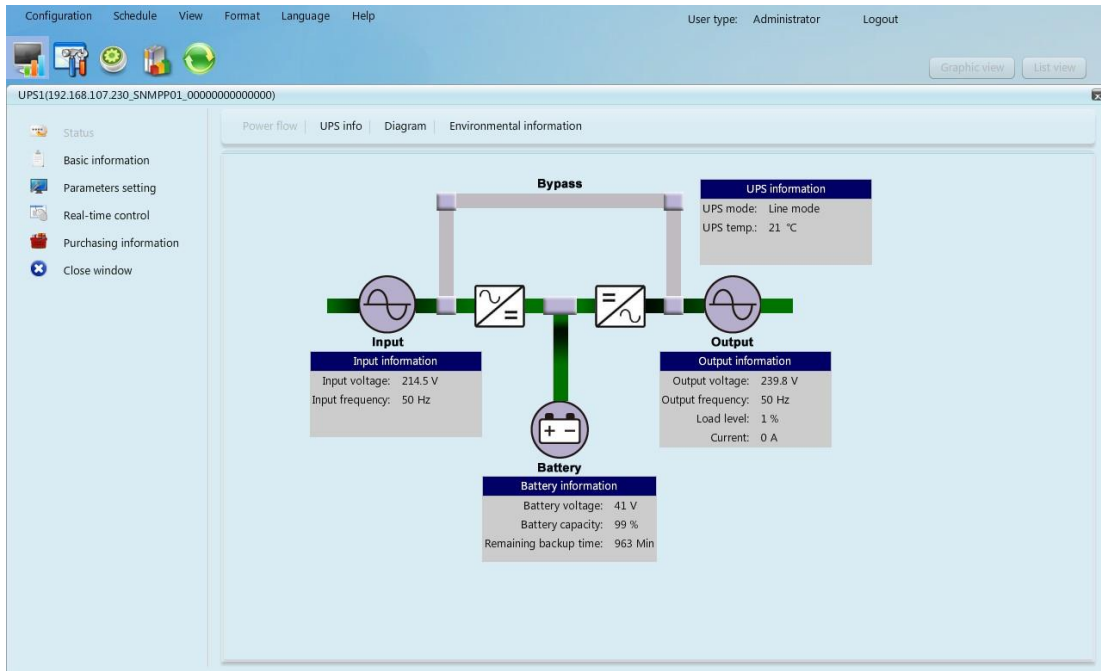 Configuration Schedule View Format Language Help User type: Administrator Logout
Graphic view List view
UPS1(192.168.107.230_SNMPP01_00000000000000)
Status
Basic information
Parameters setting
Real-time control
Purchasing information
Close window
Power flow UPS info Diagram Environmental information
Bypass
UPS information
UPS mode: Line mode
UPS temp.: 21 ℃
Input
Input information
Input voltage: 214.5 V
Input frequency: 50 Hz
Output
Output information
Output voltage: 239.8 V
Output frequency: 50 Hz
Load level: 1 %
Current: 0 A
Battery
Battery information
Battery voltage: 41 V
Battery capacity: 99 %
Remaining backup time: 963 Min